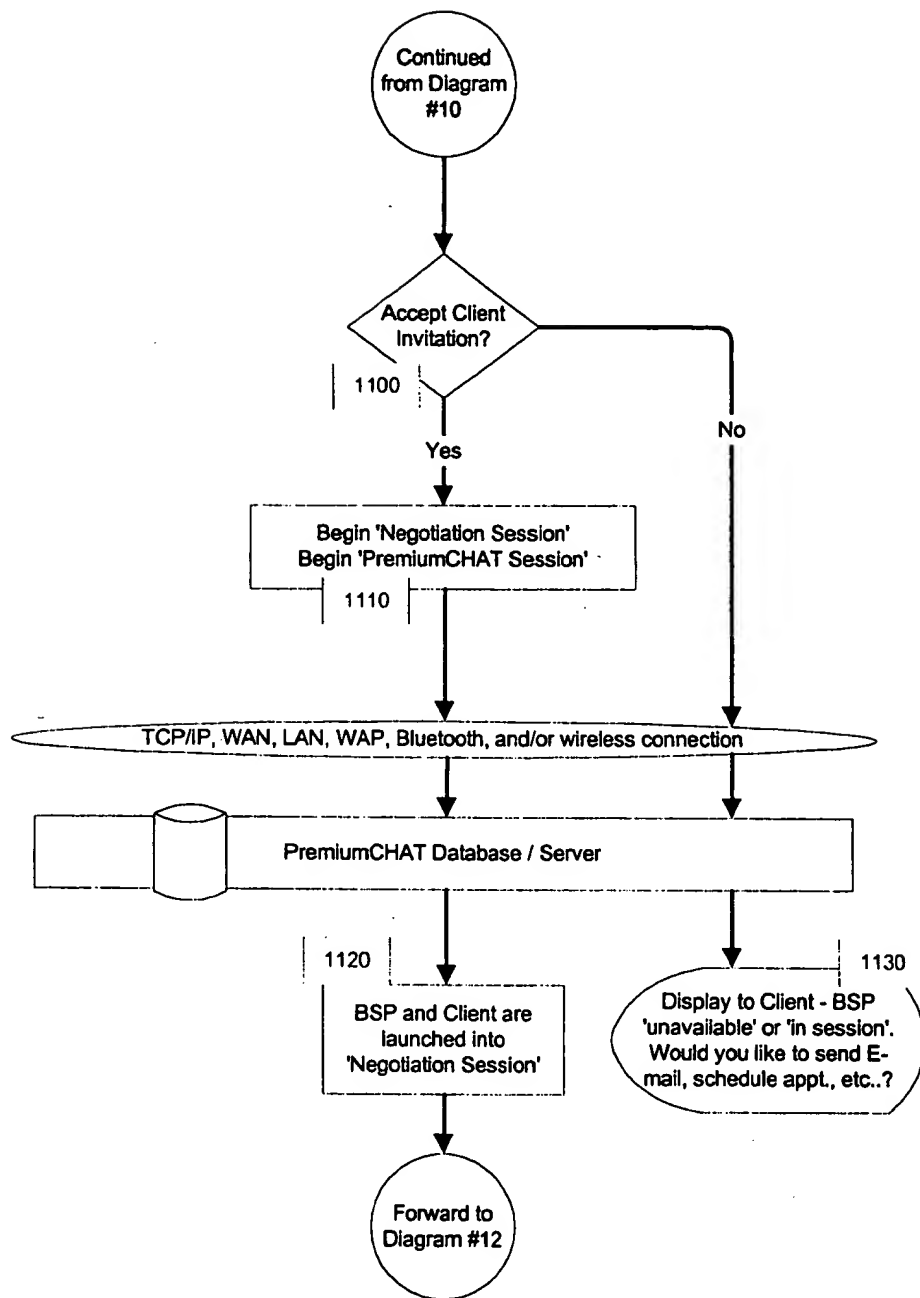 Continued
from Diagram
#10
Accept Client
Invitation?
1100
Yes
No
Begin 'Negotiation Session'
Begin 'PremiumCHAT Session'
1110
TCP/IP, WAN, LAN, WAP, Bluetooth, and/or wireless connection
PremiumCHAT Database / Server
1120
BSP and Client are
launched into
'Negotiation Session'
1130
Display to Client - BSP
'unavailable' or 'in session'.
Would you like to send E-
mail, schedule appt., etc..?
Forward to
Diagram #12